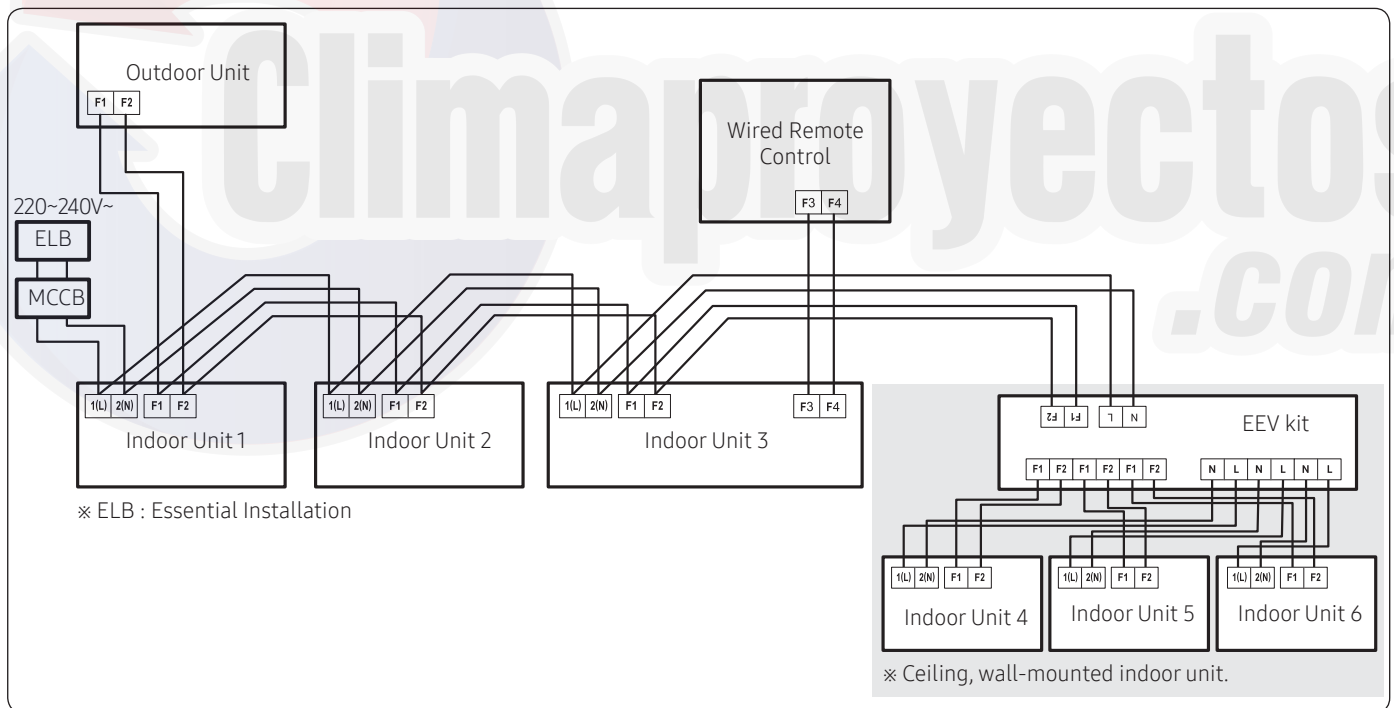 Climaproyectos
.com
Outdoor Unit
F1 F2
Wired Remote
Control
F3 F4
220~240V~
ELB
MCCB
1(L) 2(N) F1 F2
Indoor Unit 1
1(L) 2(N) F1 F2
Indoor Unit 2
1(L) 2(N) F1 F2 F3 F4
Indoor Unit 3
F2 F1 L N
EEV kit
F1 F2 F1 F2 F1 F2 N L N L N L
※ ELB : Essential Installation
1(L) 2(N) F1 F2
Indoor Unit 4
1(L) 2(N) F1 F2
Indoor Unit 5
1(L) 2(N) F1 F2
Indoor Unit 6
※ Ceiling, wall-mounted indoor unit.